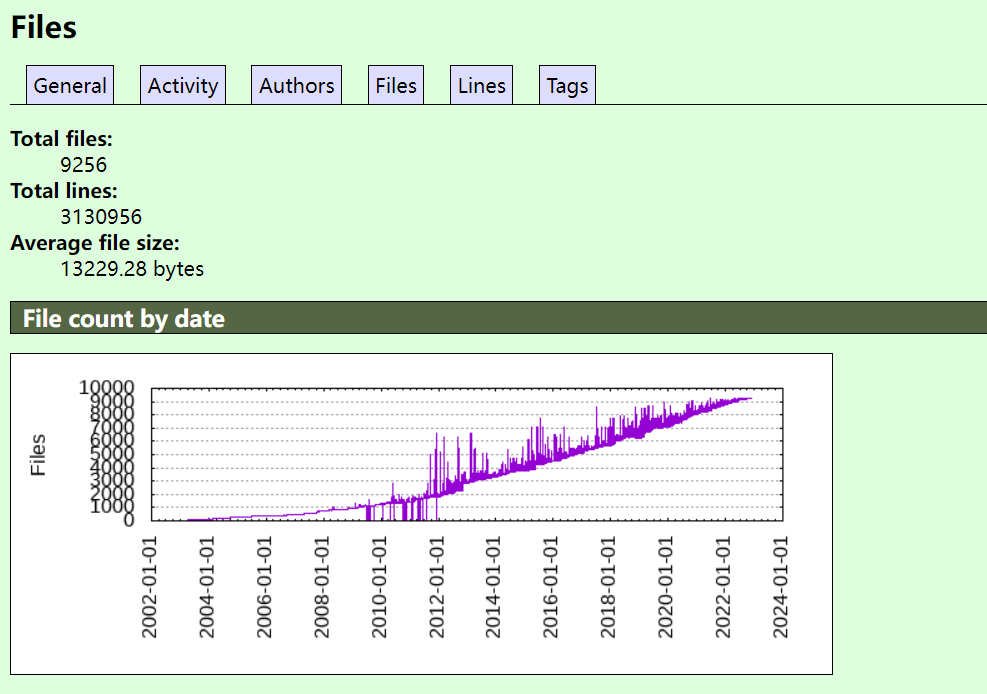 Files
General Activity Authors Files Lines Tags
Total files:
9256
Total lines:
3130956
Average file size:
13229.28 bytes
File count by date
10000
9000
8000
7000
6000
5000
4000
3000
2000
1000
0
Files
2002-01-01 2004-01-01 2006-01-01 2008-01-01 2010-01-01 2012-01-01 2014-01-01 2016-01-01 2018-01-01 2020-01-01 2022-01-01 2024-01-01